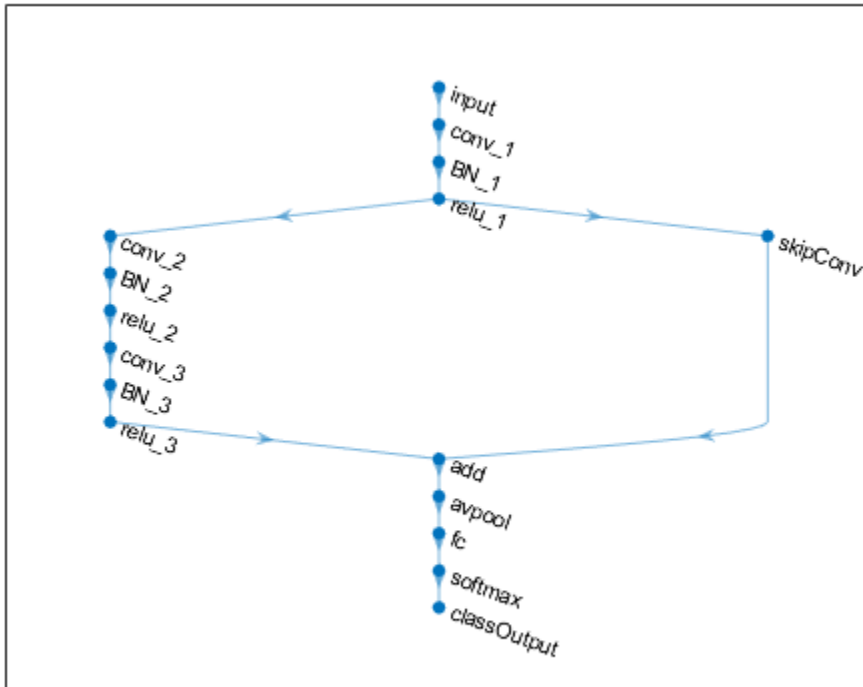 input
conv_1
BN_1
relu_1
conv_2
skipConv
BN_2
relu_2
conv_3
BN_3
relu_3
add
avpool
fc
softmax
classOutput